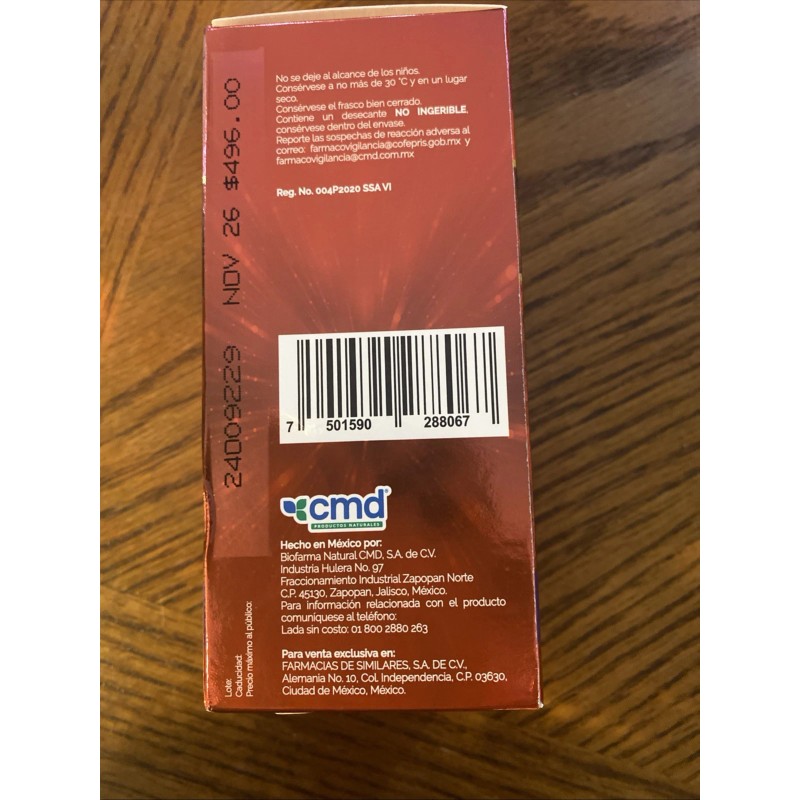 No se deje al alcance de los niños.
Consérvese a no más de 30 °C y en un lugar
seco.
Consérvese el frasco bien cerrado.
Contiene un desecante NO INGERIBLE,
consérvese dentro del envase.
Reporte las sospechas de reacción adversa al
correo: farmacovigilancia@cofepris.gob.mx y
farmacovigilancia@cmd.com.mx
Reg. No. 004P2020 SSA VI
24D09229 NOV 26 $496.00
7 501590 288067
cmd®
PRODUCTOS NATURALES
Hecho en México por:
Biofarma Natural CMD, S.A. de C.V.
Industria Hulera No. 97
Fraccionamiento Industrial Zapopan Norte
C.P. 45130, Zapopan, Jalisco, México.
Para información relacionada con el producto
comuníquese al teléfono:
Lada sin costo: 01 800 2880 263
Para venta exclusiva en:
FARMACIAS DE SIMILARES, S.A. DE C.V.,
Alemania No. 10, Col. Independencia, C.P. 03630,
Ciudad de México, México.
Lote:
Caducidad:
Precio máximo al público: